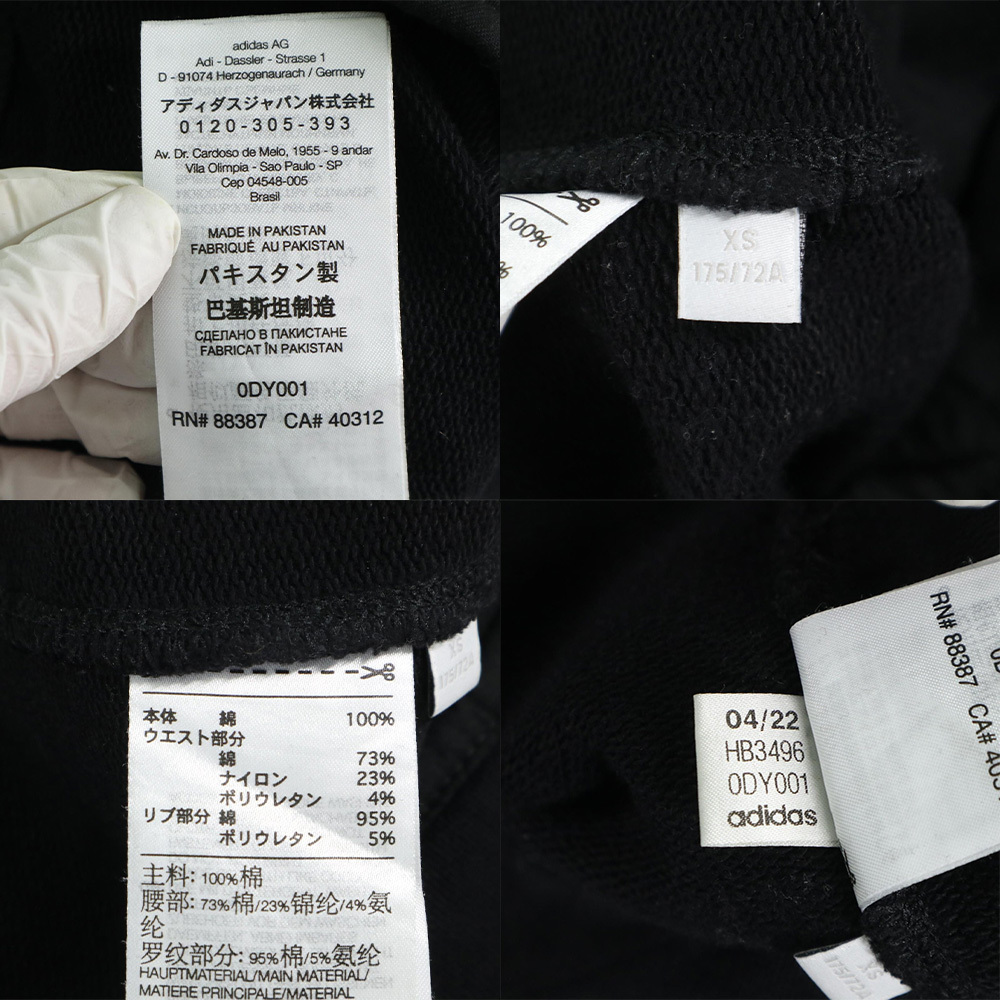 adidas AG
Adi - Dassler - Strasse 1
D - 91074 Herzogenaurach / Germany
アディダスジャパン株式会社
0120-305-393
Av. Dr. Cardoso de Melo, 1955 - 9 andar
Vila Olimpia - Sao Paulo - SP
Cep 04548-005
Brasil
MADE IN PAKISTAN
FABRIQUÉ AU PAKISTAN
パキスタン製
巴基斯坦制造
СДЕЛАНО В ПАКИСТАНЕ
FABRICAT ÎN PAKISTAN
0DY001
RN# 88387 CA# 40312
100%
%
XS
175/72A
XS
175/72A
本体 綿 100%
ウエスト部分
綿 73%
ナイロン 23%
ポリウレタン 4%
リブ部分 綿 95%
ポリウレタン 5%
主料: 100%棉
腰部: 73%棉/23%锦纶/4%氨
纶
罗纹部分: 95%棉/5%氨纶
HAUPTMATERIAL/MAIN MATERIAL/
MATIERE PRINCIPALE/MATERIAL
04/22
HB3496
0DY001
adidas
RN# 88387 CA# 403
XS
175/72A